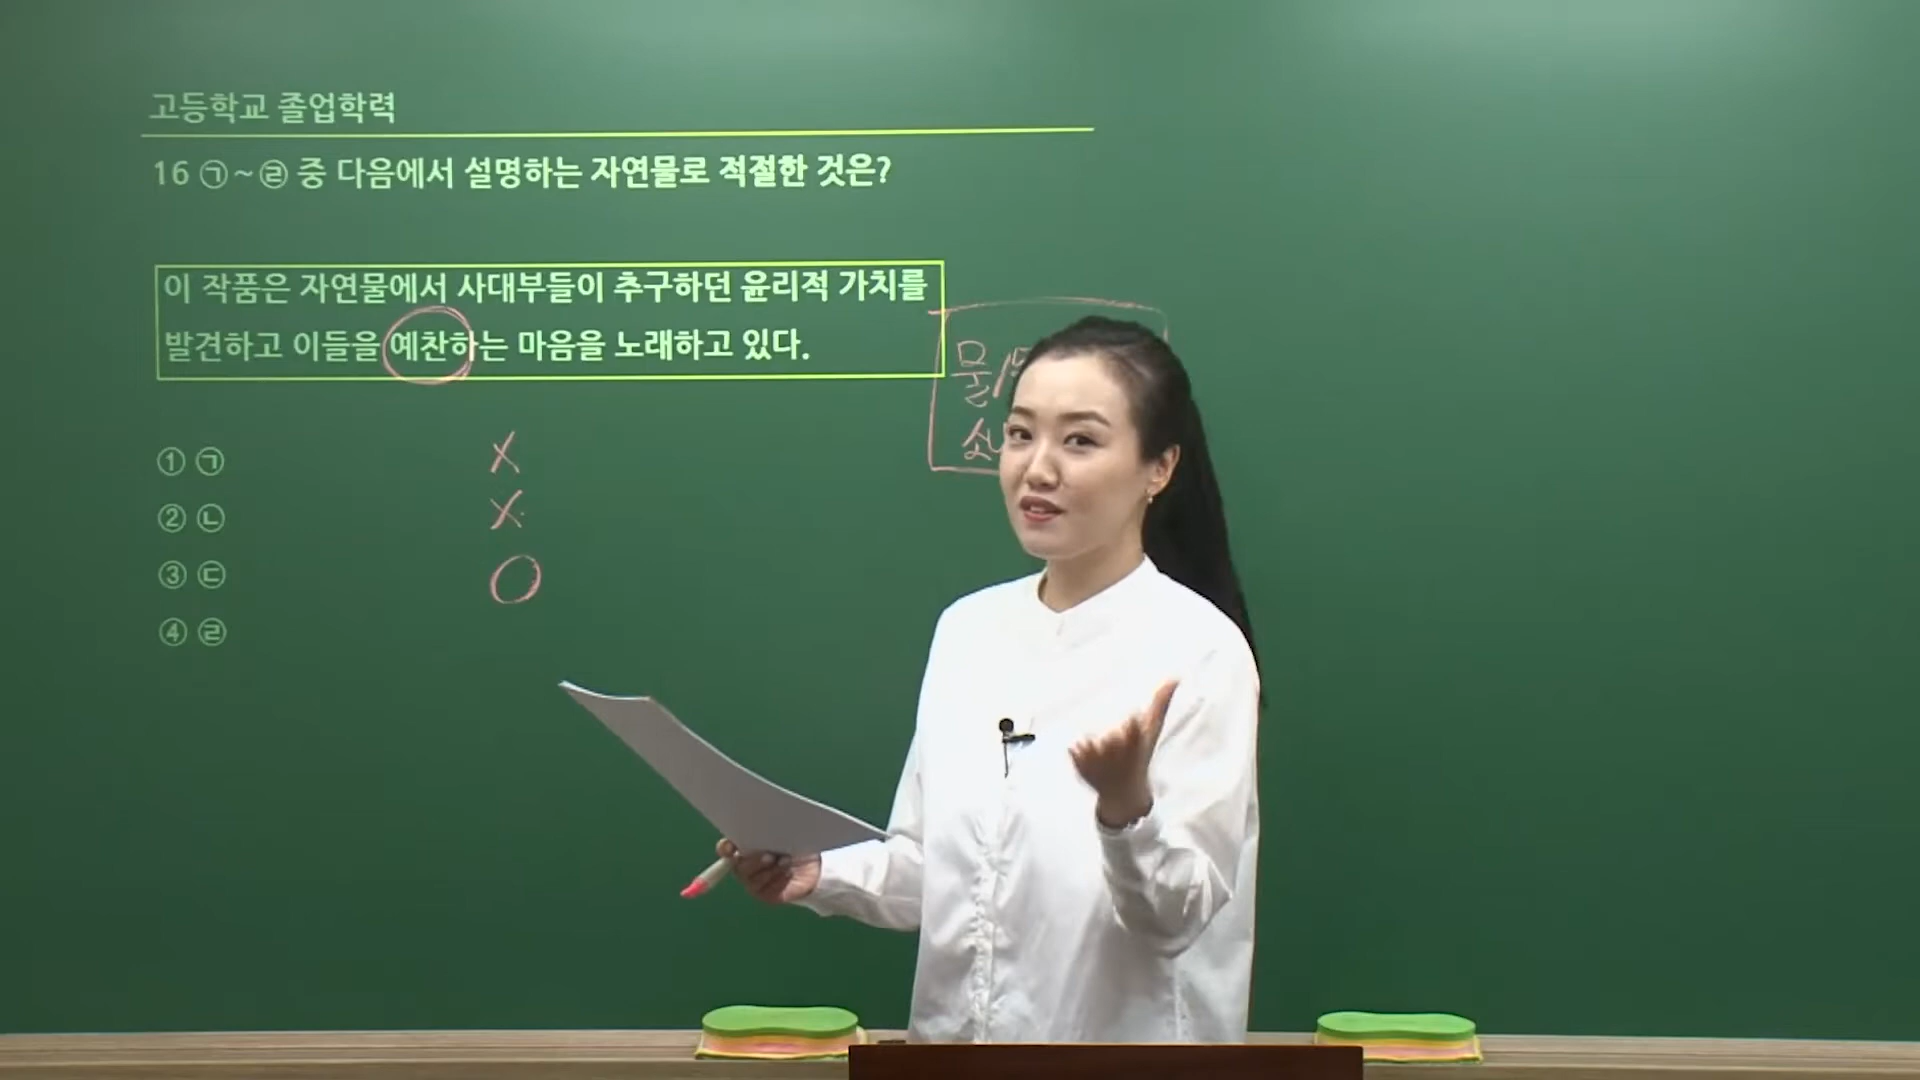 고등학교 졸업학력
16 ㉠~㉣ 중 다음에서 설명하는 자연물로 적절한 것은?
이 작품은 자연물에서 사대부들이 추구하던 윤리적 가치를
발견하고 이들을 예찬하는 마음을 노래하고 있다.
① ㉠ X
② ㉡ X
③ ㉢ O
④ ㉣
물/